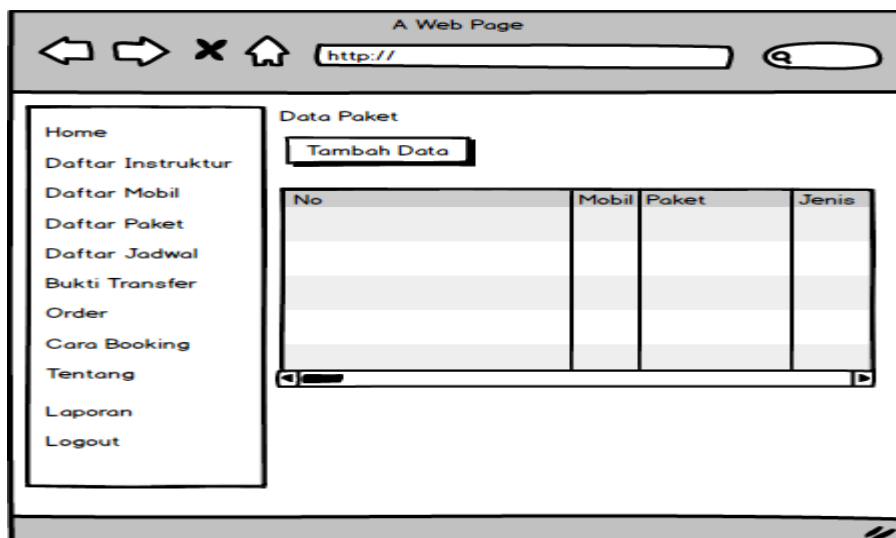 A Web Page
http://
Home
Daftar Instruktur
Daftar Mobil
Daftar Paket
Daftar Jadwal
Bukti Transfer
Order
Cara Booking
Tentang
Laporan
Logout
Data Paket
Tambah Data
No Mobil Paket Jenis